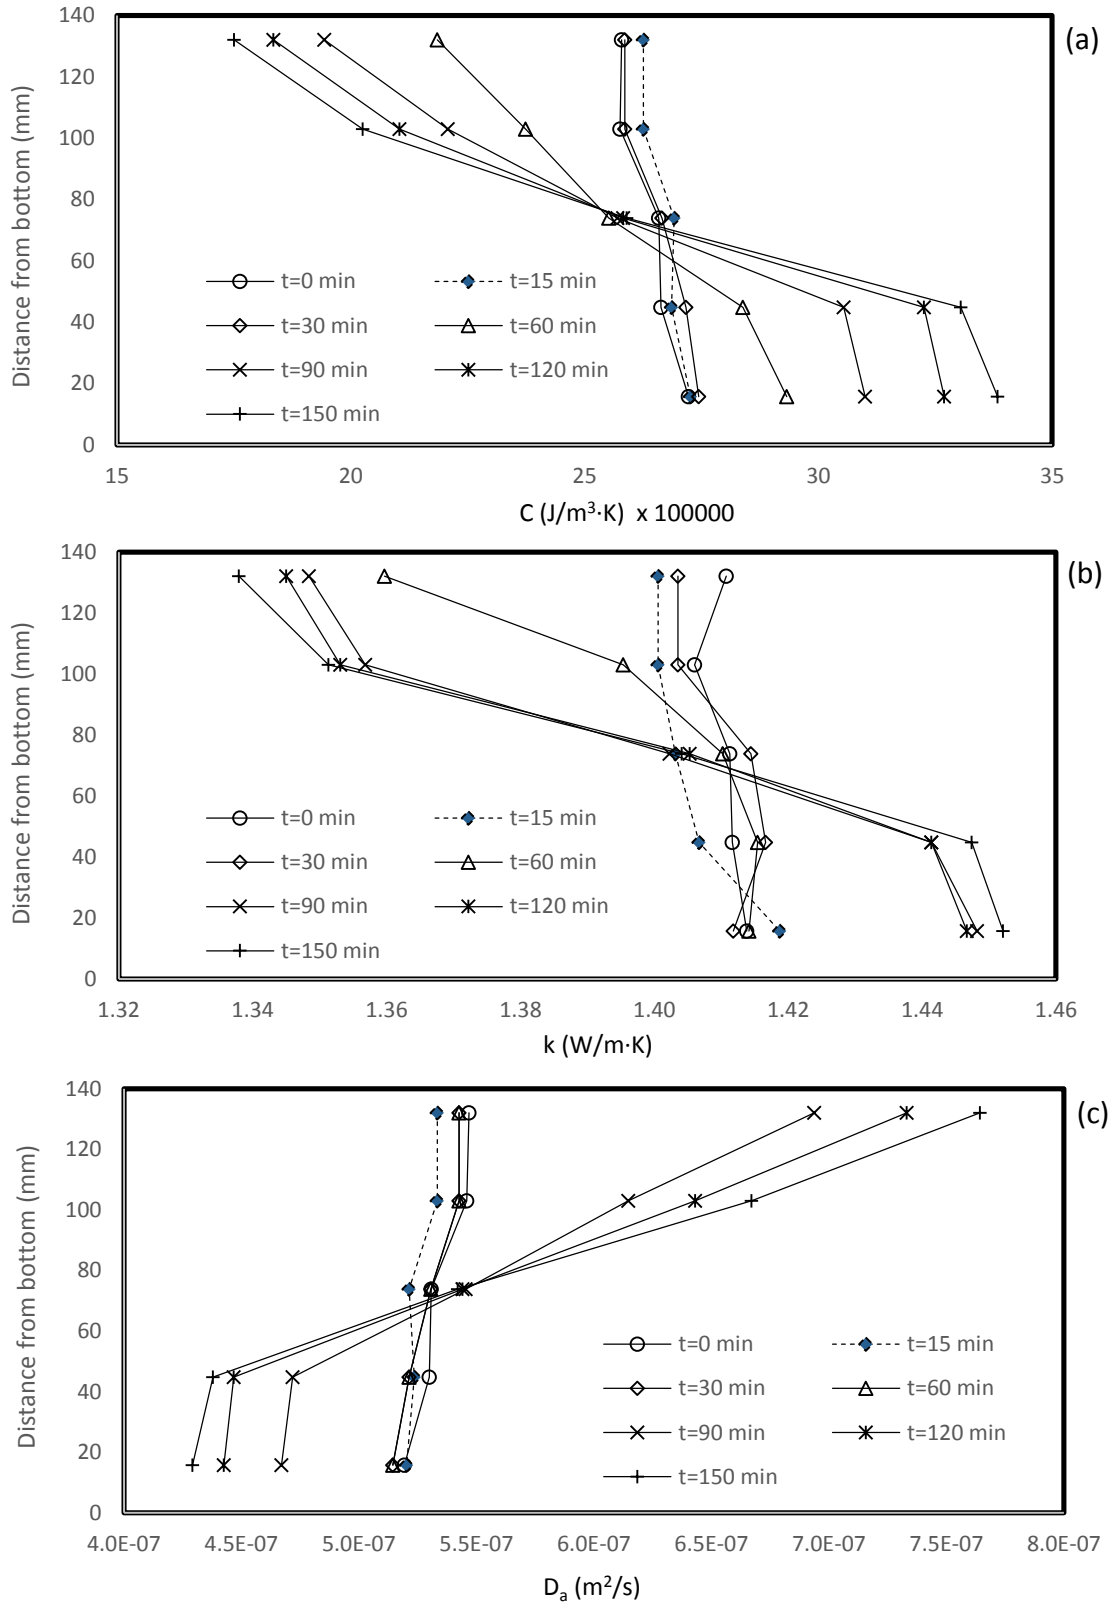 (a)
Distance from bottom (mm)
140
120
100
80
60
40
20
0
t=0 min t=15 min
t=30 min t=60 min
t=90 min t=120 min
t=150 min
15 20 25 30 35
C (J/m³·K) x 100000
(b)
Distance from bottom (mm)
140
120
100
80
60
40
20
0
t=0 min t=15 min
t=30 min t=60 min
t=90 min t=120 min
t=150 min
1.32 1.34 1.36 1.38 1.40 1.42 1.44 1.46
k (W/m·K)
(c)
Distance from bottom (mm)
140
120
100
80
60
40
20
0
t=0 min t=15 min
t=30 min t=60 min
t=90 min t=120 min
t=150 min
4.0E-07 4.5E-07 5.0E-07 5.5E-07 6.0E-07 6.5E-07 7.0E-07 7.5E-07 8.0E-07
Dₐ (m²/s)